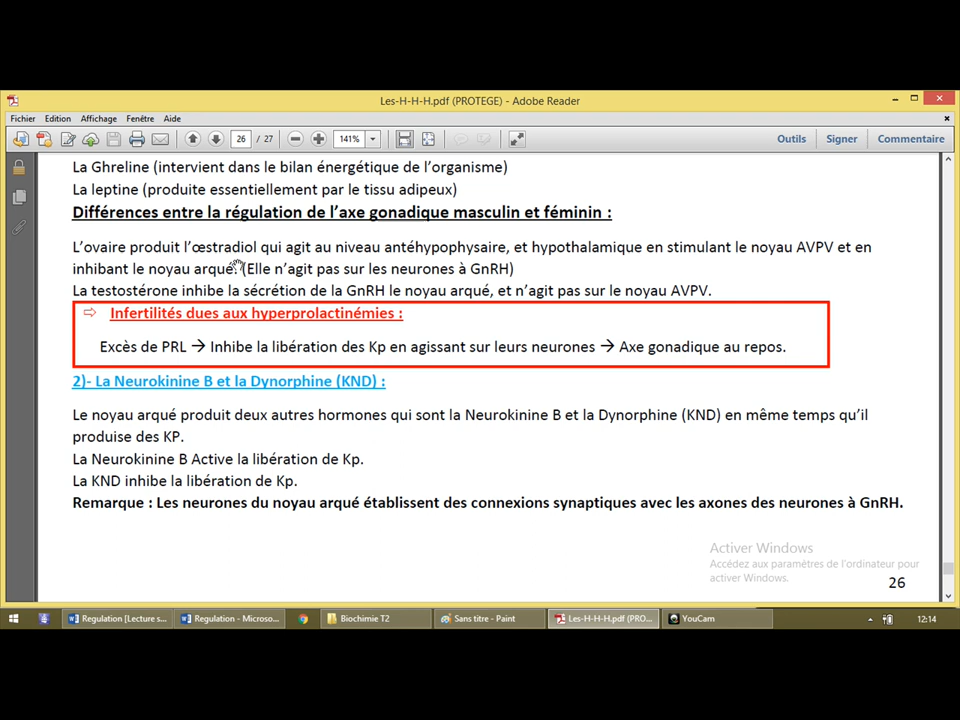 Les-H-H-H.pdf (PROTEGE) - Adobe Reader
Fichier Edition Affichage Fenêtre Aide
26 / 27 141% Outils Signer Commentaire
La Ghreline (intervient dans le bilan énergétique de l'organisme)
La leptine (produite essentiellement par le tissu adipeux)
Différences entre la régulation de l'axe gonadique masculin et féminin :
L'ovaire produit l'œstradiol qui agit au niveau antéhypophysaire, et hypothalamique en stimulant le noyau AVPV et en
inhibant le noyau arqué. (Elle n'agit pas sur les neurones à GnRH)
La testostérone inhibe la sécrétion de la GnRH le noyau arqué, et n'agit pas sur le noyau AVPV.
⇨ Infertilités dues aux hyperprolactinémies :
Excès de PRL → Inhibe la libération des Kp en agissant sur leurs neurones → Axe gonadique au repos.
2)- La Neurokinine B et la Dynorphine (KND) :
Le noyau arqué produit deux autres hormones qui sont la Neurokinine B et la Dynorphine (KND) en même temps qu'il
produise des KP.
La Neurokinine B Active la libération de Kp.
La KND inhibe la libération de Kp.
Remarque : Les neurones du noyau arqué établissent des connexions synaptiques avec les axones des neurones à GnRH.
Activer Windows
Accédez aux paramètres de l'ordinateur pour
activer Windows.
26
Regulation [Lecture s... Regulation - Microso... Biochimie T2 Sans titre - Paint Les-H-H-H.pdf (PRO... YouCam 12:14